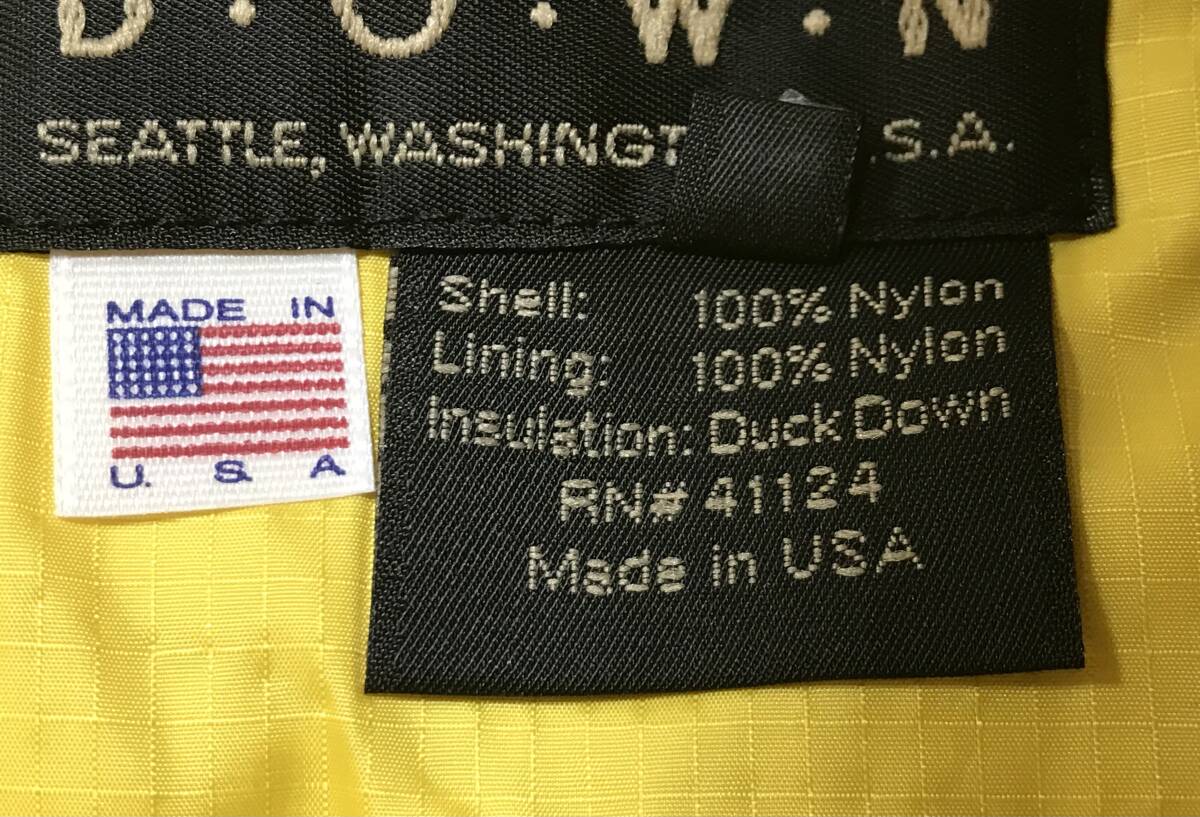 D·O·W·N
SEATTLE, WASHINGT .S.A.
MADE IN
U. S A
Shell: 100% Nylon
Lining: 100% Nylon
Insulation: Duck Down
RN# 41124
Made in USA